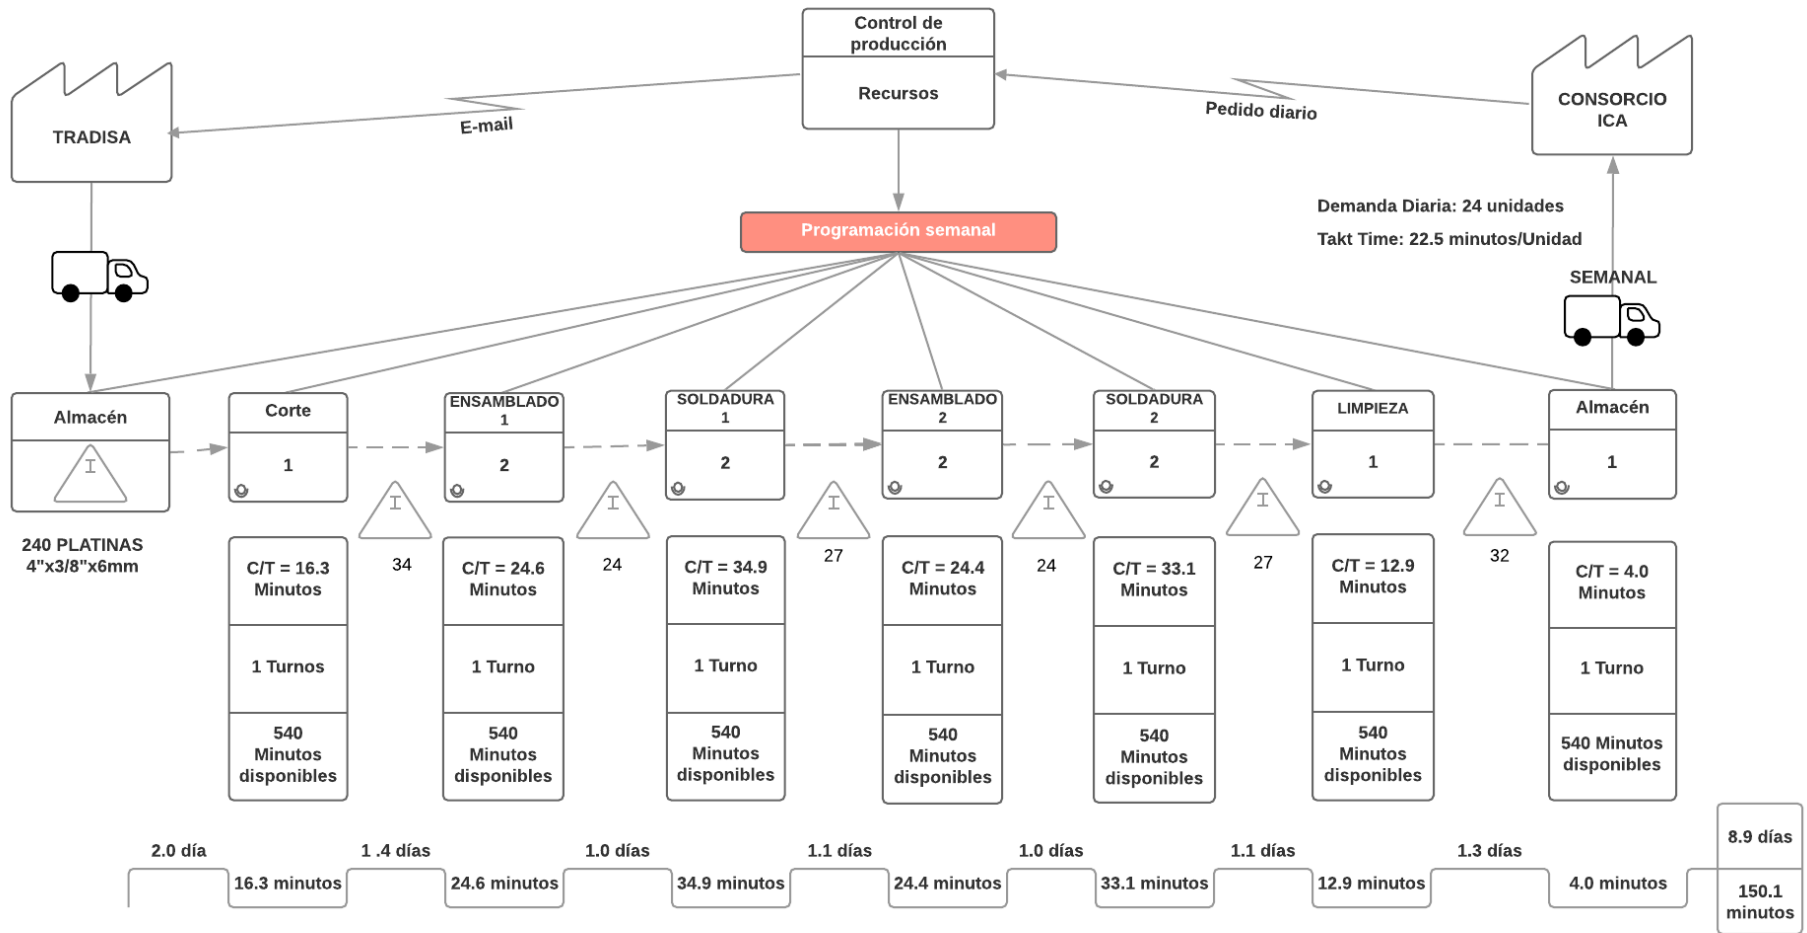 Control de
producción
Recursos
TRADISA
E-mail
Pedido diario
CONSORCIO
ICA
Demanda Diaria: 24 unidades
Takt Time: 22.5 minutos/Unidad
Programación semanal
SEMANAL
Almacén
I
Corte
1
ENSAMBLADO
1
2
SOLDADURA
1
2
ENSAMBLADO
2
2
SOLDADURA
2
2
LIMPIEZA
1
Almacén
1
I
I
I
I
I
I
240 PLATINAS
4"x3/8"x6mm
34
24
27
24
27
32
C/T = 16.3
Minutos
1 Turnos
540
Minutos
disponibles
C/T = 24.6
Minutos
1 Turno
540
Minutos
disponibles
C/T = 34.9
Minutos
1 Turno
540
Minutos
disponibles
C/T = 24.4
Minutos
1 Turno
540
Minutos
disponibles
C/T = 33.1
Minutos
1 Turno
540
Minutos
disponibles
C/T = 12.9
Minutos
1 Turno
540
Minutos
disponibles
C/T = 4.0
Minutos
1 Turno
540 Minutos
disponibles
2.0 día
16.3 minutos
1 .4 días
24.6 minutos
1.0 días
34.9 minutos
1.1 días
24.4 minutos
1.0 días
33.1 minutos
1.1 días
12.9 minutos
1.3 días
4.0 minutos
8.9 días
150.1
minutos